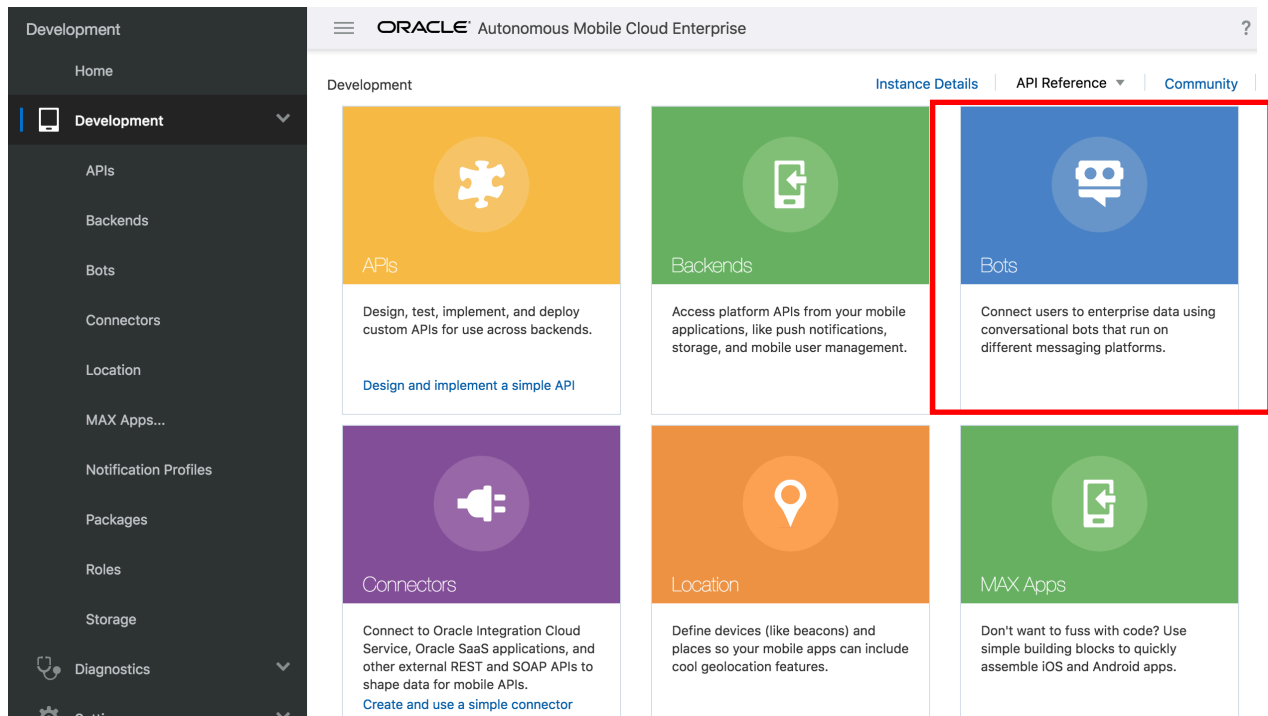 Development
Home
Development
APIs
Backends
Bots
Connectors
Location
MAX Apps...
Notification Profiles
Packages
Roles
Storage
Diagnostics
ORACLE® Autonomous Mobile Cloud Enterprise
?
Development
Instance Details
API Reference
Community
APIs
Design, test, implement, and deploy
custom APIs for use across backends.
Design and implement a simple API
Backends
Access platform APIs from your mobile
applications, like push notifications,
storage, and mobile user management.
Bots
Connect users to enterprise data using
conversational bots that run on
different messaging platforms.
Connectors
Connect to Oracle Integration Cloud
Service, Oracle SaaS applications, and
other external REST and SOAP APIs to
shape data for mobile APIs.
Create and use a simple connector
Location
Define devices (like beacons) and
places so your mobile apps can include
cool geolocation features.
MAX Apps
Don't want to fuss with code? Use
simple building blocks to quickly
assemble iOS and Android apps.